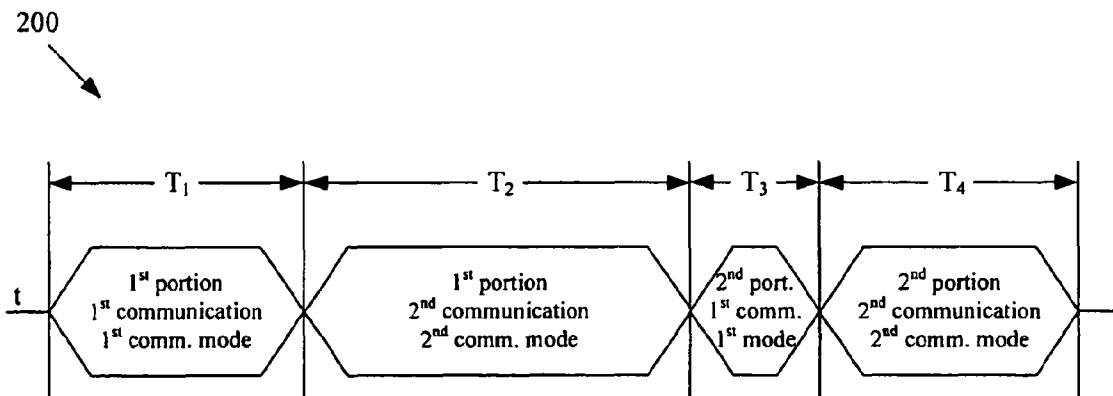 200
T₁ T₂ T₃ T₄
t
1ˢᵗ portion
1ˢᵗ communication
1ˢᵗ comm. mode
1ˢᵗ portion
2ⁿᵈ communication
2ⁿᵈ comm. mode
2ⁿᵈ port.
1ˢᵗ comm.
1ˢᵗ mode
2ⁿᵈ portion
2ⁿᵈ communication
2ⁿᵈ comm. mode